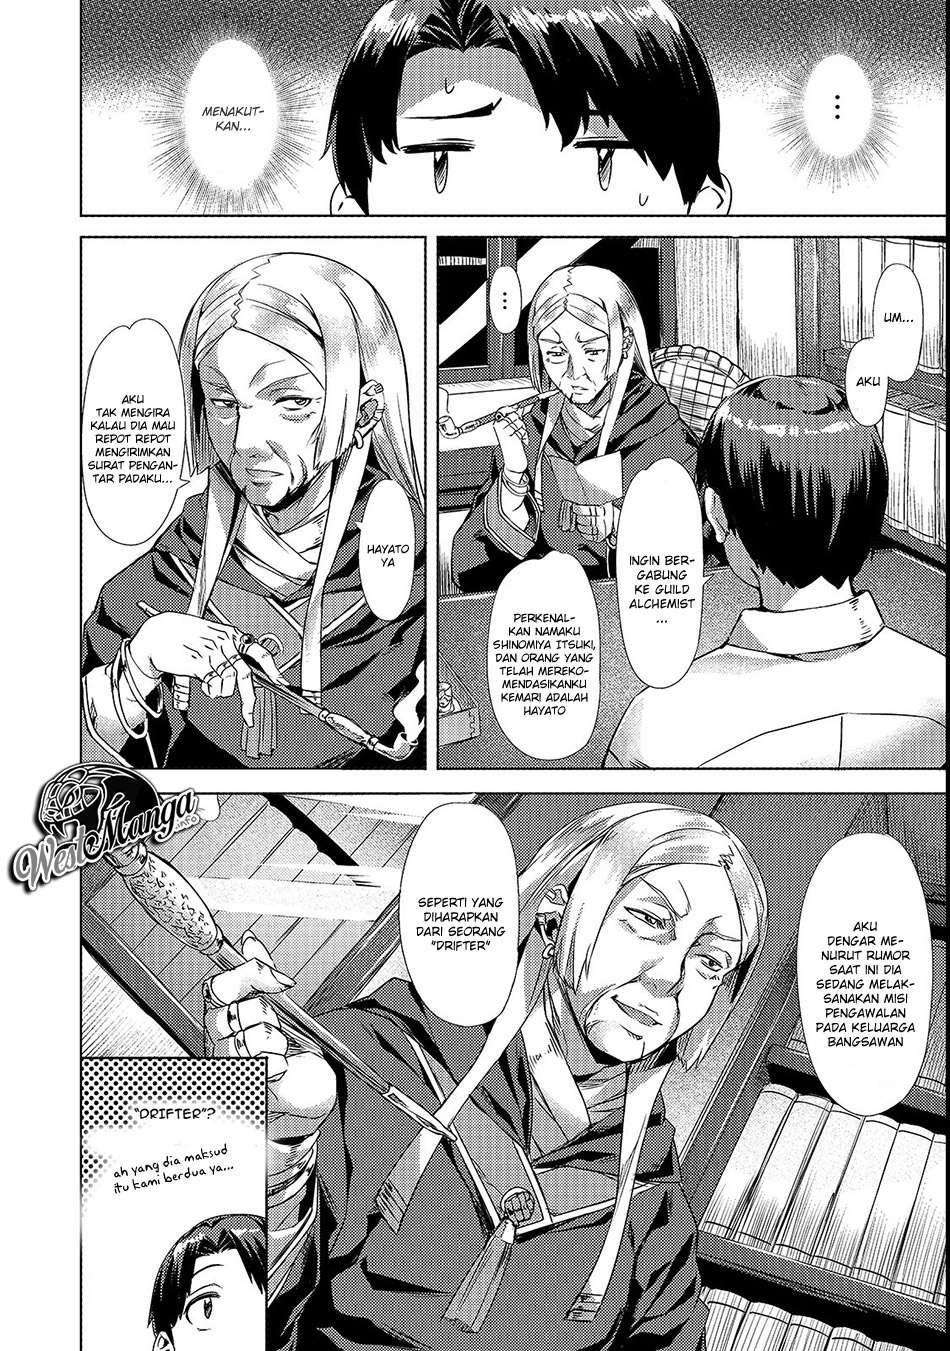 ...
MENAKUT-
KAN...
UM...
AKU
INGIN BER-
GABUNG
KE GUILD
ALCHEMIST
...
PERKENAL-
KAN NAMAKU
SHINOMIYA ITSUKI,
DAN ORANG YANG
TELAH MEREKO-
MENDASIKANKU
KEMARI ADALAH
HAYATO
...
HAYATO
YA
AKU
TAK MENGIRA
KALAU DIA MAU
REPOT REPOT
MENGIRIMKAN
SURAT PENGAN-
TAR PADAKU...
AKU
DENGAR ME-
NURUT RUMOR
SAAT INI DIA
SEDANG MELAK-
SANAKAN MISI
PENGAWALAN
PADA KELUARGA
BANGSAWAN
SEPERTI YANG
DIHARAPKAN
DARI SEORANG
"DRIFTER"
"DRIFTER"?
ah yang dia maksud
itu kami berdua ya...
WestManga
.info